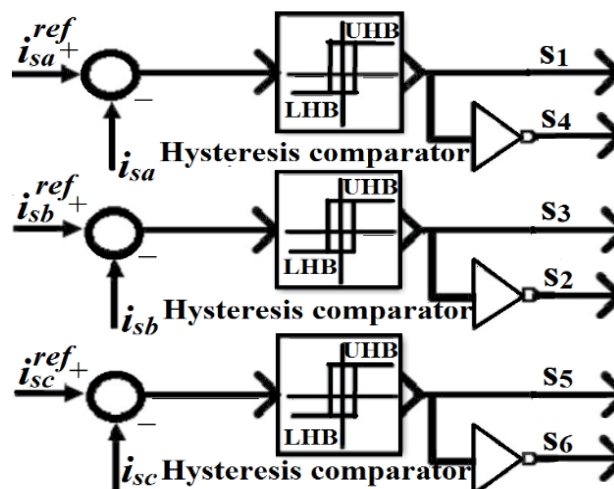 i_sa^ref + UHB S1
LHB S4
−
i_sa Hysteresis comparator
i_sb^ref + UHB S3
LHB S2
−
i_sb Hysteresis comparator
i_sc^ref + UHB S5
LHB S6
−
i_sc Hysteresis comparator